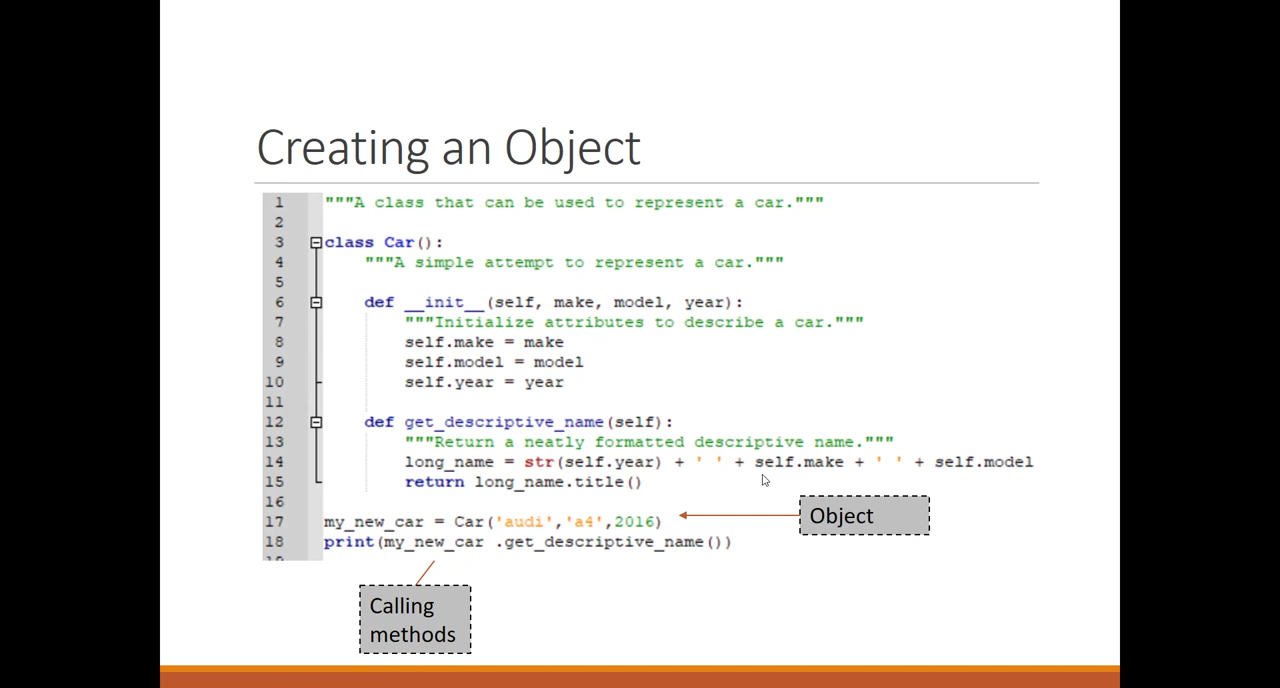 Creating an Object
1 """A class that can be used to represent a car."""
2
3 class Car():
4 """A simple attempt to represent a car."""
5
6 def __init__(self, make, model, year):
7 """Initialize attributes to describe a car."""
8 self.make = make
9 self.model = model
10 self.year = year
11
12 def get_descriptive_name(self):
13 """Return a neatly formatted descriptive name."""
14 long_name = str(self.year) + ' ' + self.make + ' ' + self.model
15 return long_name.title()
16
17 my_new_car = Car('audi','a4',2016)
18 print(my_new_car .get_descriptive_name())
Object
Calling
methods